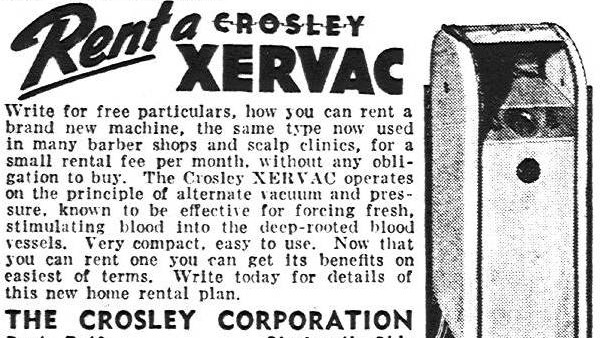 Rent a CROSLEY
XERVAC
Write for free particulars, how you can rent a
brand new machine, the same type now used
in many barber shops and scalp clinics, for a
small rental fee per month, without any obli-
gation to buy. The Crosley XERVAC operates
on the principle of alternate vacuum and pres-
sure, known to be effective for forcing fresh,
stimulating blood into the deep-rooted blood
vessels. Very compact, easy to use. Now that
you can rent one you can get its benefits on
easiest of terms. Write today for details of
this new home rental plan.
THE CROSLEY CORPORATION